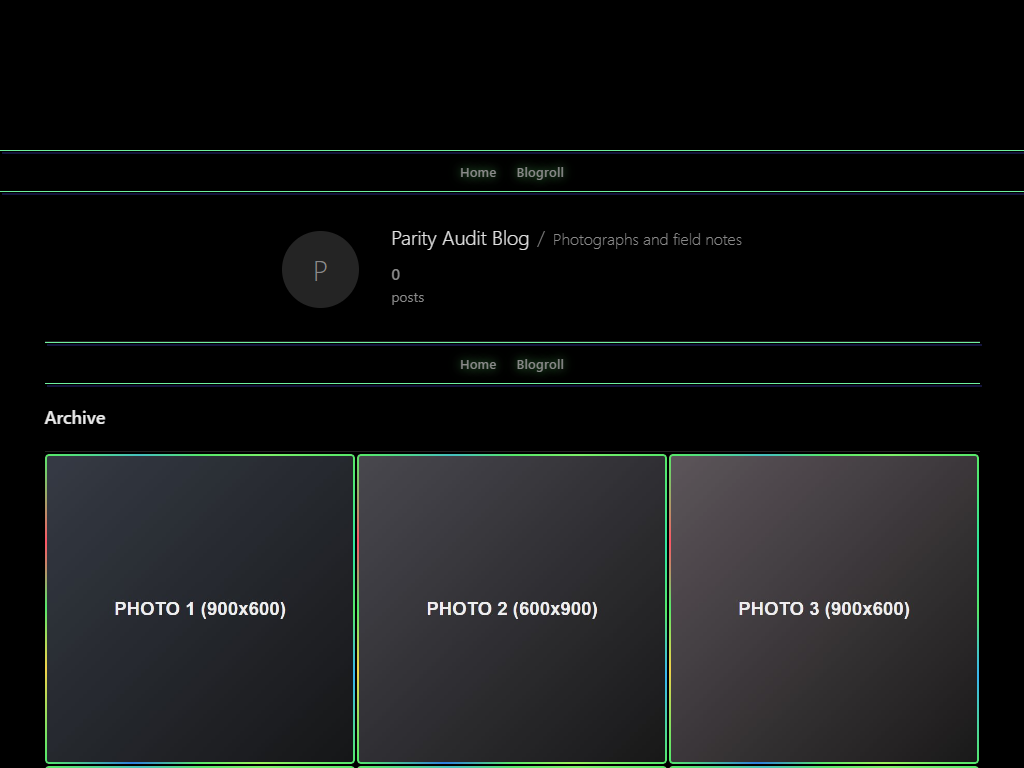 Home Blogroll
P
Parity Audit Blog / Photographs and field notes
0
posts
Home Blogroll
Archive
PHOTO 1 (900x600) PHOTO 2 (600x900) PHOTO 3 (900x600)